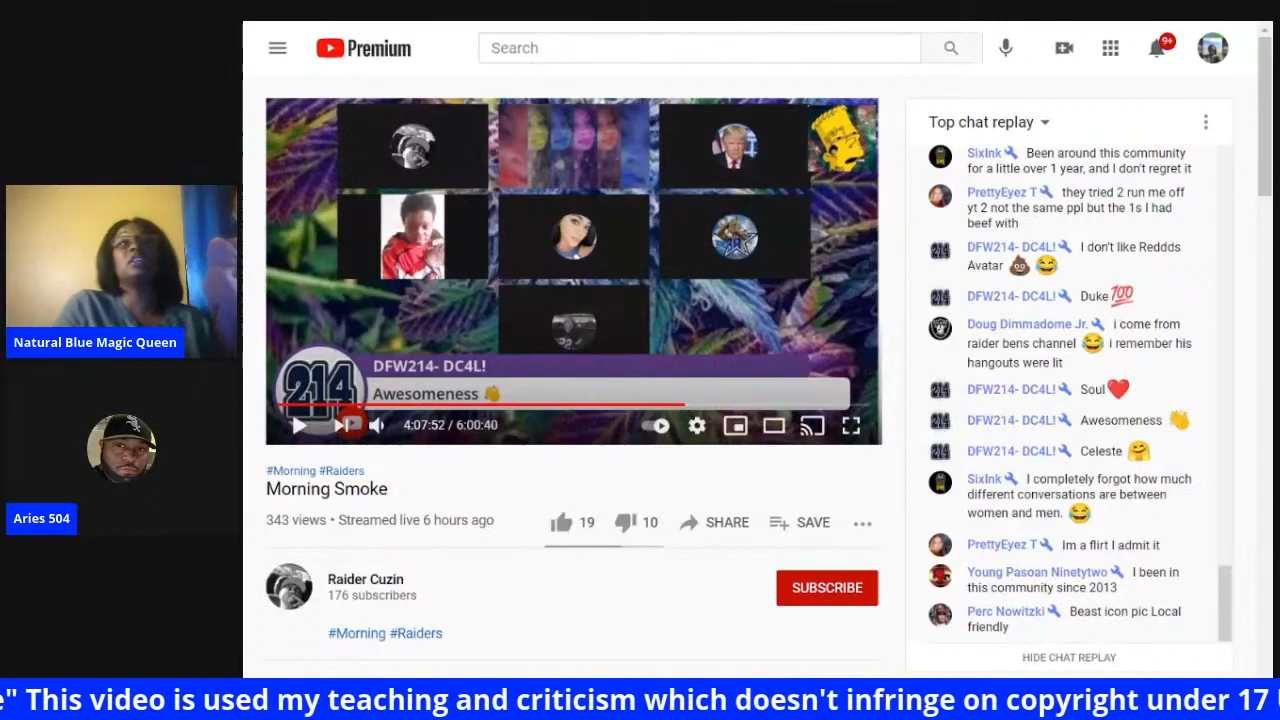 Premium
Search
9+
214
DFW214- DC4L!
Awesomeness 👏
4:07:52 / 6:00:40
#Morning #Raiders
Morning Smoke
343 views • Streamed live 6 hours ago
19
10
SHARE
SAVE
Raider Cuzin
176 subscribers
SUBSCRIBE
#Morning #Raiders
Top chat replay
SixInk 🔧 Been around this community
for a little over 1 year, and I don't regret it
PrettyEyez T 🔧 they tried 2 run me off
yt 2 not the same ppl but the 1s I had
beef with
DFW214- DC4L! 🔧 I don't like Reddds
Avatar 💩 😂
DFW214- DC4L! 🔧 Duke 💯
Doug Dimmadome Jr. 🔧 i come from
raider bens channel 😂 i remember his
hangouts were lit
DFW214- DC4L! 🔧 Soul ❤️
DFW214- DC4L! 🔧 Awesomeness 👏
DFW214- DC4L! 🔧 Celeste 🤗
SixInk 🔧 I completely forgot how much
different conversations are between
women and men. 😂
PrettyEyez T 🔧 Im a flirt I admit it
Young Pasoan Ninetytwo 🔧 I been in
this community since 2013
Perc Nowitzki 🔧 Beast icon pic Local
friendly
HIDE CHAT REPLAY
Natural Blue Magic Queen
Aries 504
e" This video is used my teaching and criticism which doesn't infringe on copyright under 17